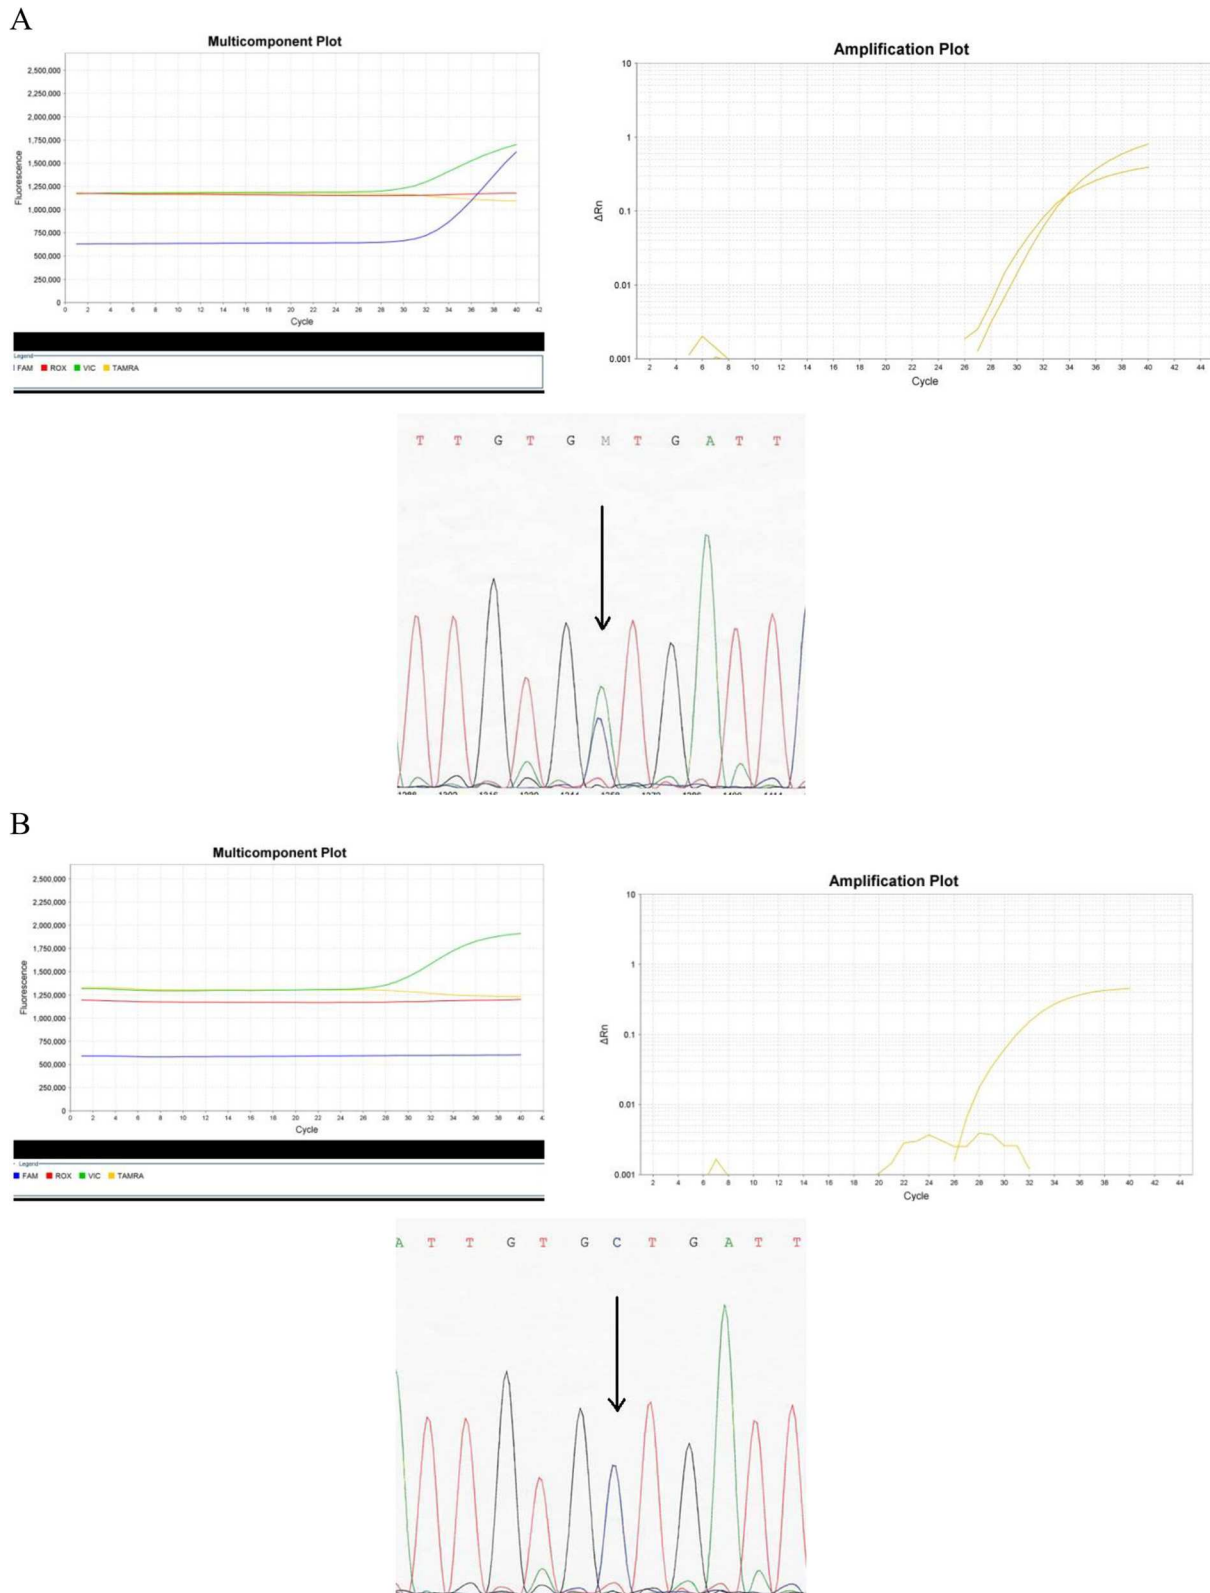 A
Multicomponent Plot
2,500,000
2,250,000
2,000,000
1,750,000
1,500,000
1,250,000
1,000,000
750,000
500,000
250,000
0
Fluorescence
0 2 4 6 8 10 12 14 16 18 20 22 24 26 28 30 32 34 36 38 40 42
Cycle
Legend
FAM ROX VIC TAMRA
Amplification Plot
10
1
0.1
0.01
0.001
ΔRn
2 4 6 8 10 12 14 16 18 20 22 24 26 28 30 32 34 36 38 40 42 44
Cycle
T T G T G M T G A T T
B
Multicomponent Plot
2,500,000
2,250,000
2,000,000
1,750,000
1,500,000
1,250,000
1,000,000
750,000
500,000
250,000
0
Fluorescence
0 2 4 6 8 10 12 14 16 18 20 22 24 26 28 30 32 34 36 38 40
Cycle
Legend
FAM ROX VIC TAMRA
Amplification Plot
10
1
0.1
0.01
0.001
ΔRn
2 4 6 8 10 12 14 16 18 20 22 24 26 28 30 32 34 36 38 40 42 44
Cycle
A T T G T G C T G A T T